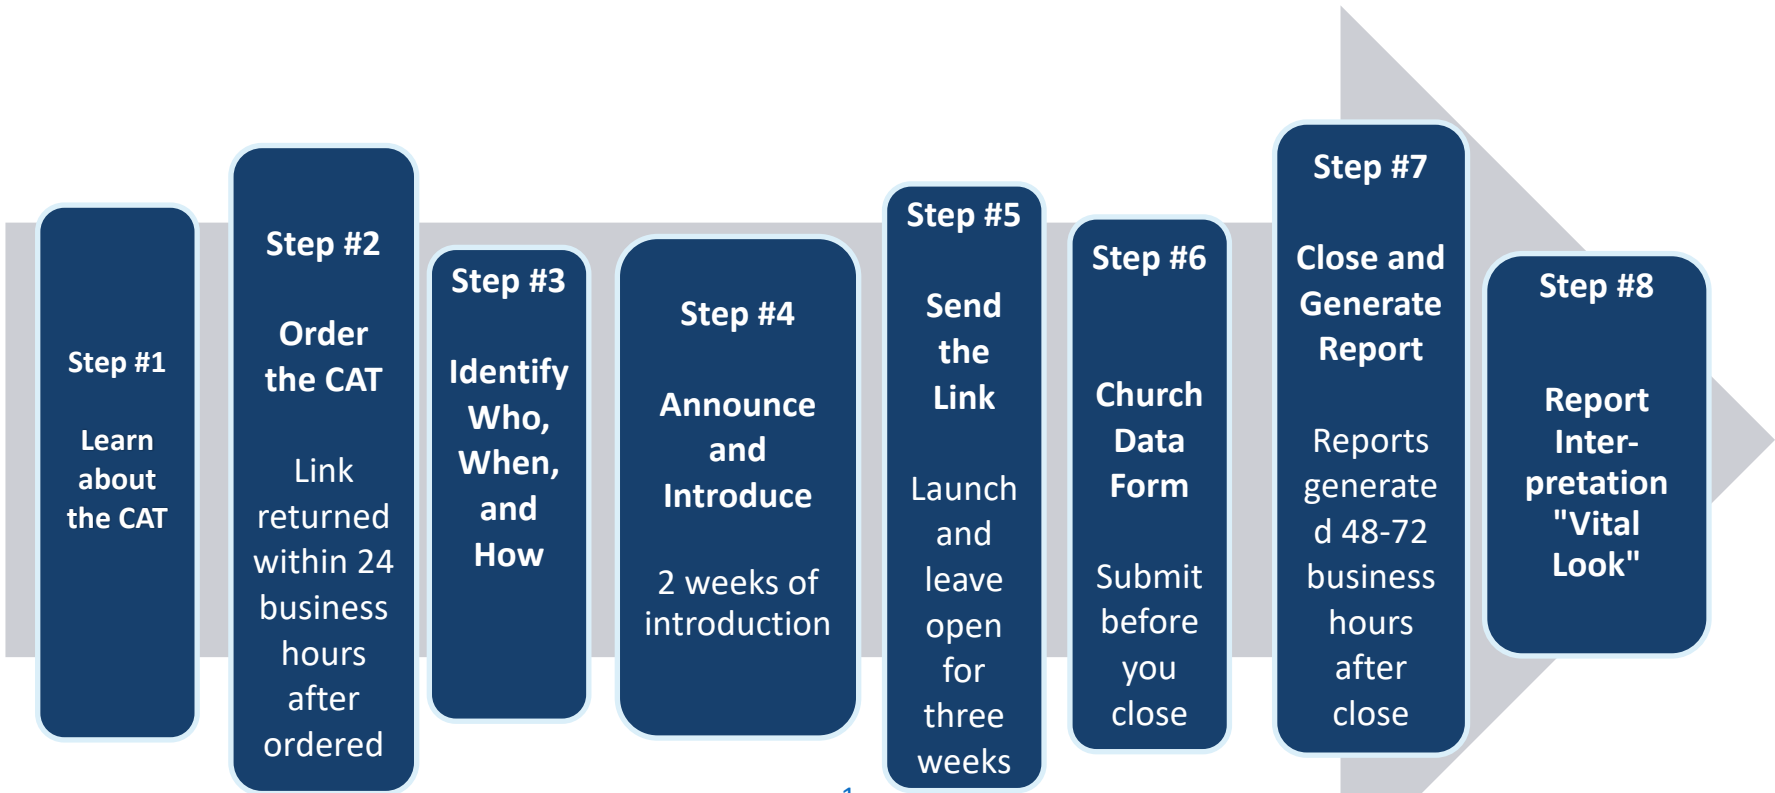 Step #1
Learn
about
the CAT
Step #2
Order
the CAT
Link
returned
within 24
business
hours
after
ordered
Step #3
Identify
Who,
When,
and
How
Step #4
Announce
and
Introduce
2 weeks of
introduction
Step #5
Send
the
Link
Launch
and
leave
open
for
three
weeks
Step #6
Church
Data
Form
Submit
before
you
close
Step #7
Close and
Generate
Report
Reports
generate
d 48-72
business
hours
after
close
Step #8
Report
Inter-
pretation
"Vital
Look"
1